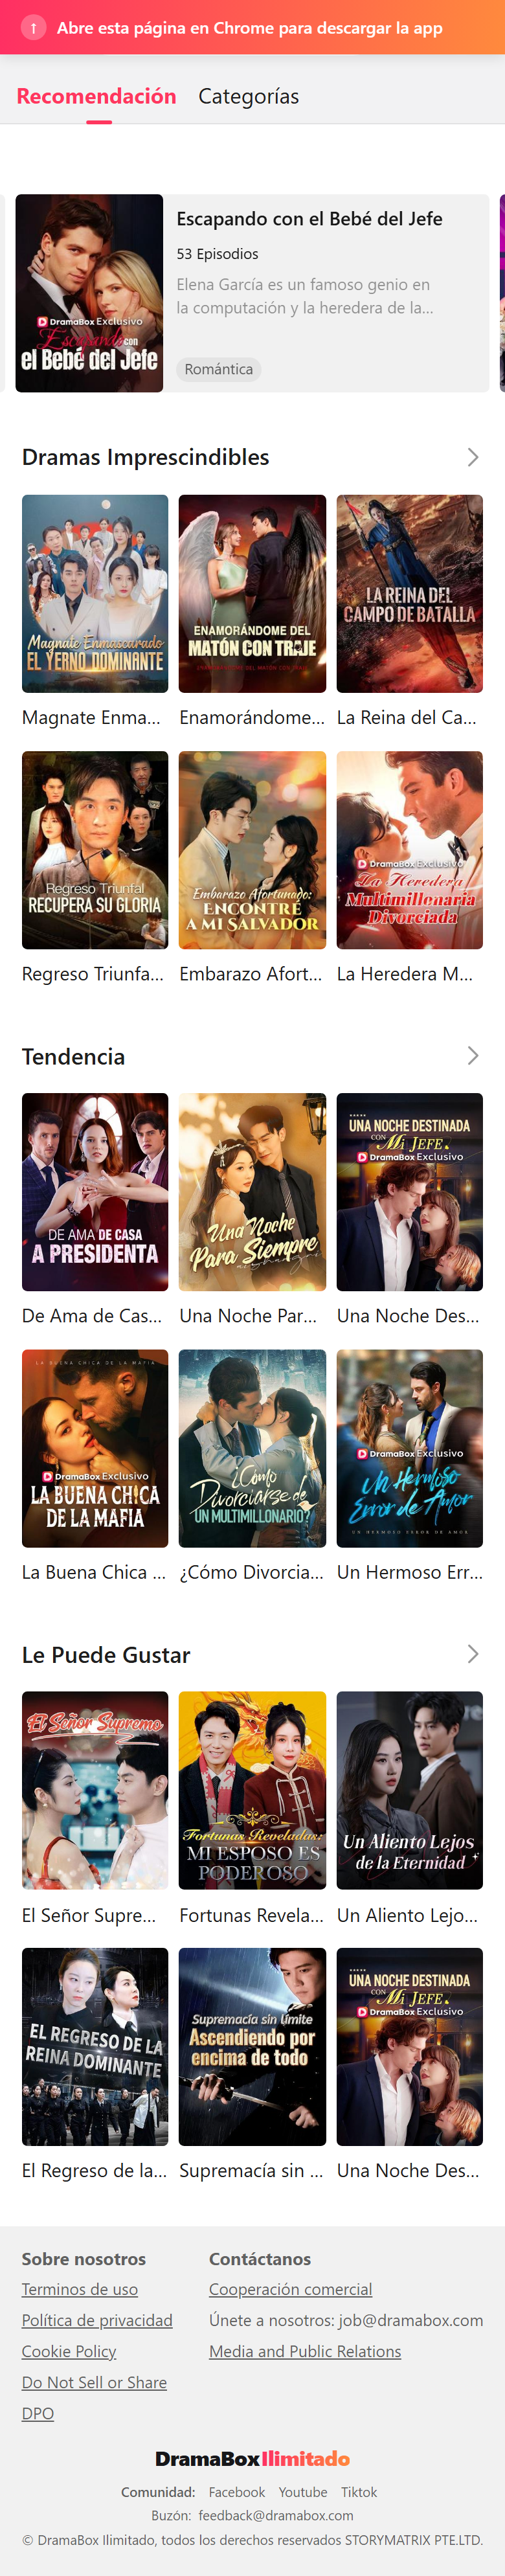 ↑ Abre esta página en Chrome para descargar la app
Recomendación Categorías
Escapando con el Bebé del Jefe
53 Episodios
Elena García es un famoso genio en
la computación y la heredera de la...
Romántica
DramaBox Exclusivo
Escapando con
el Bebé del Jefe
Dramas Imprescindibles
Magnate Enmascarado
EL YERNO DOMINANTE
ENAMORÁNDOME DEL
MATÓN CON TRAJE
LA REINA DEL
CAMPO DE BATALLA
Magnate Enma...
Enamorándome...
La Reina del Ca...
Regreso Triunfal
RECUPERA SU GLORIA
Embarazo Afortunado:
ENCONTRÉ
A MI SALVADOR
DramaBox Exclusivo
La Heredera
Multimillonaria
Divorciada
Regreso Triunfa...
Embarazo Afort...
La Heredera M...
Tendencia
DE AMA DE CASA
A PRESIDENTA
Una Noche
Para Siempre
UNA NOCHE DESTINADA
CON Mi JEFE.
DramaBox Exclusivo
De Ama de Cas...
Una Noche Par...
Una Noche Des...
LA BUENA CHICA DE LA MAFIA
DramaBox Exclusivo
LA BUENA CHICA
DE LA MAFIA
¿Cómo
Divorciarse de
UN MULTIMILLONARIO?
DramaBox Exclusivo
Un Hermoso
Error de Amor
UN HERMOSO ERROR DE AMOR
La Buena Chica ...
¿Cómo Divorcia...
Un Hermoso Err...
Le Puede Gustar
El Señor Supremo
Fortunas Reveladas:
MI ESPOSO ES
PODEROSO
Un Aliento Lejos
de la Eternidad
El Señor Supre...
Fortunas Revela...
Un Aliento Lejo...
EL REGRESO DE LA
REINA DOMINANTE
Supremacía sin límite
Ascendiendo por
encima de todo
UNA NOCHE DESTINADA
CON Mi JEFE.
DramaBox Exclusivo
El Regreso de la...
Supremacía sin ...
Una Noche Des...
Sobre nosotros
Terminos de uso
Política de privacidad
Cookie Policy
Do Not Sell or Share
DPO
Contáctanos
Cooperación comercial
Únete a nosotros: job@dramabox.com
Media and Public Relations
DramaBox Ilimitado
Comunidad: Facebook Youtube Tiktok
Buzón: feedback@dramabox.com
© DramaBox Ilimitado, todos los derechos reservados STORYMATRIX PTE.LTD.